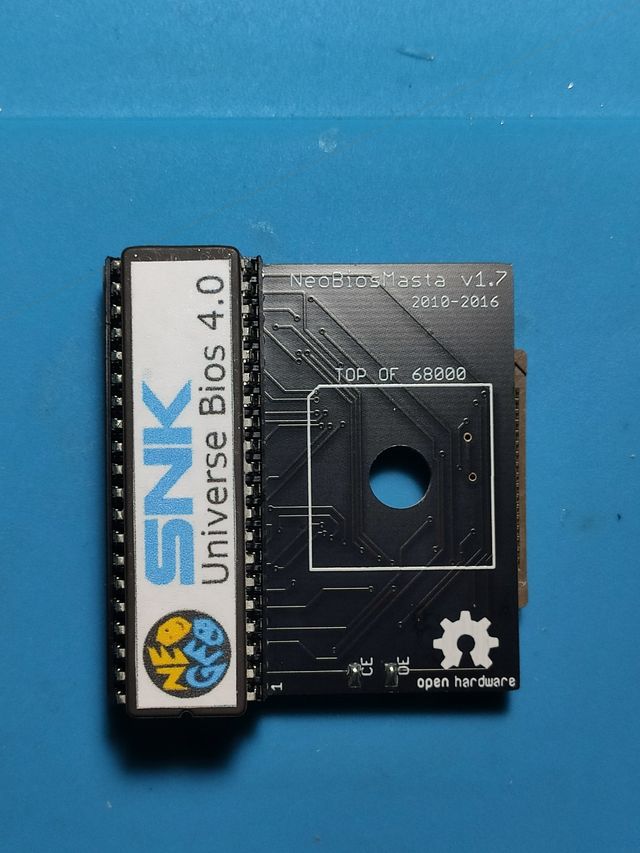 NEO
GEO
SNK
Universe Bios 4.0
NeoBiosMasta v1.7
2010-2016
TOP OF 68000
1
CE
OE
open hardware